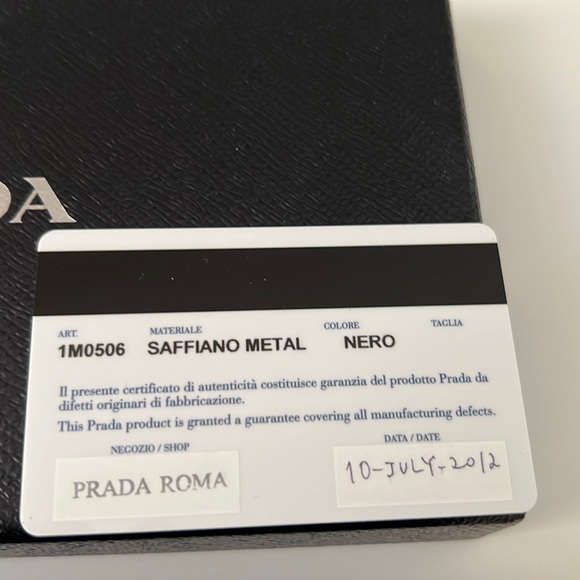 DA
ART.
MATERIALE
COLORE
TAGLIA
1M0506
SAFFIANO METAL
NERO
Il presente certificato di autenticità costituisce garanzia del prodotto Prada da
difetti originari di fabbricazione.
This Prada product is granted a guarantee covering all manufacturing defects.
NEGOZIO / SHOP
DATA / DATE
PRADA ROMA
10-JULY-2012